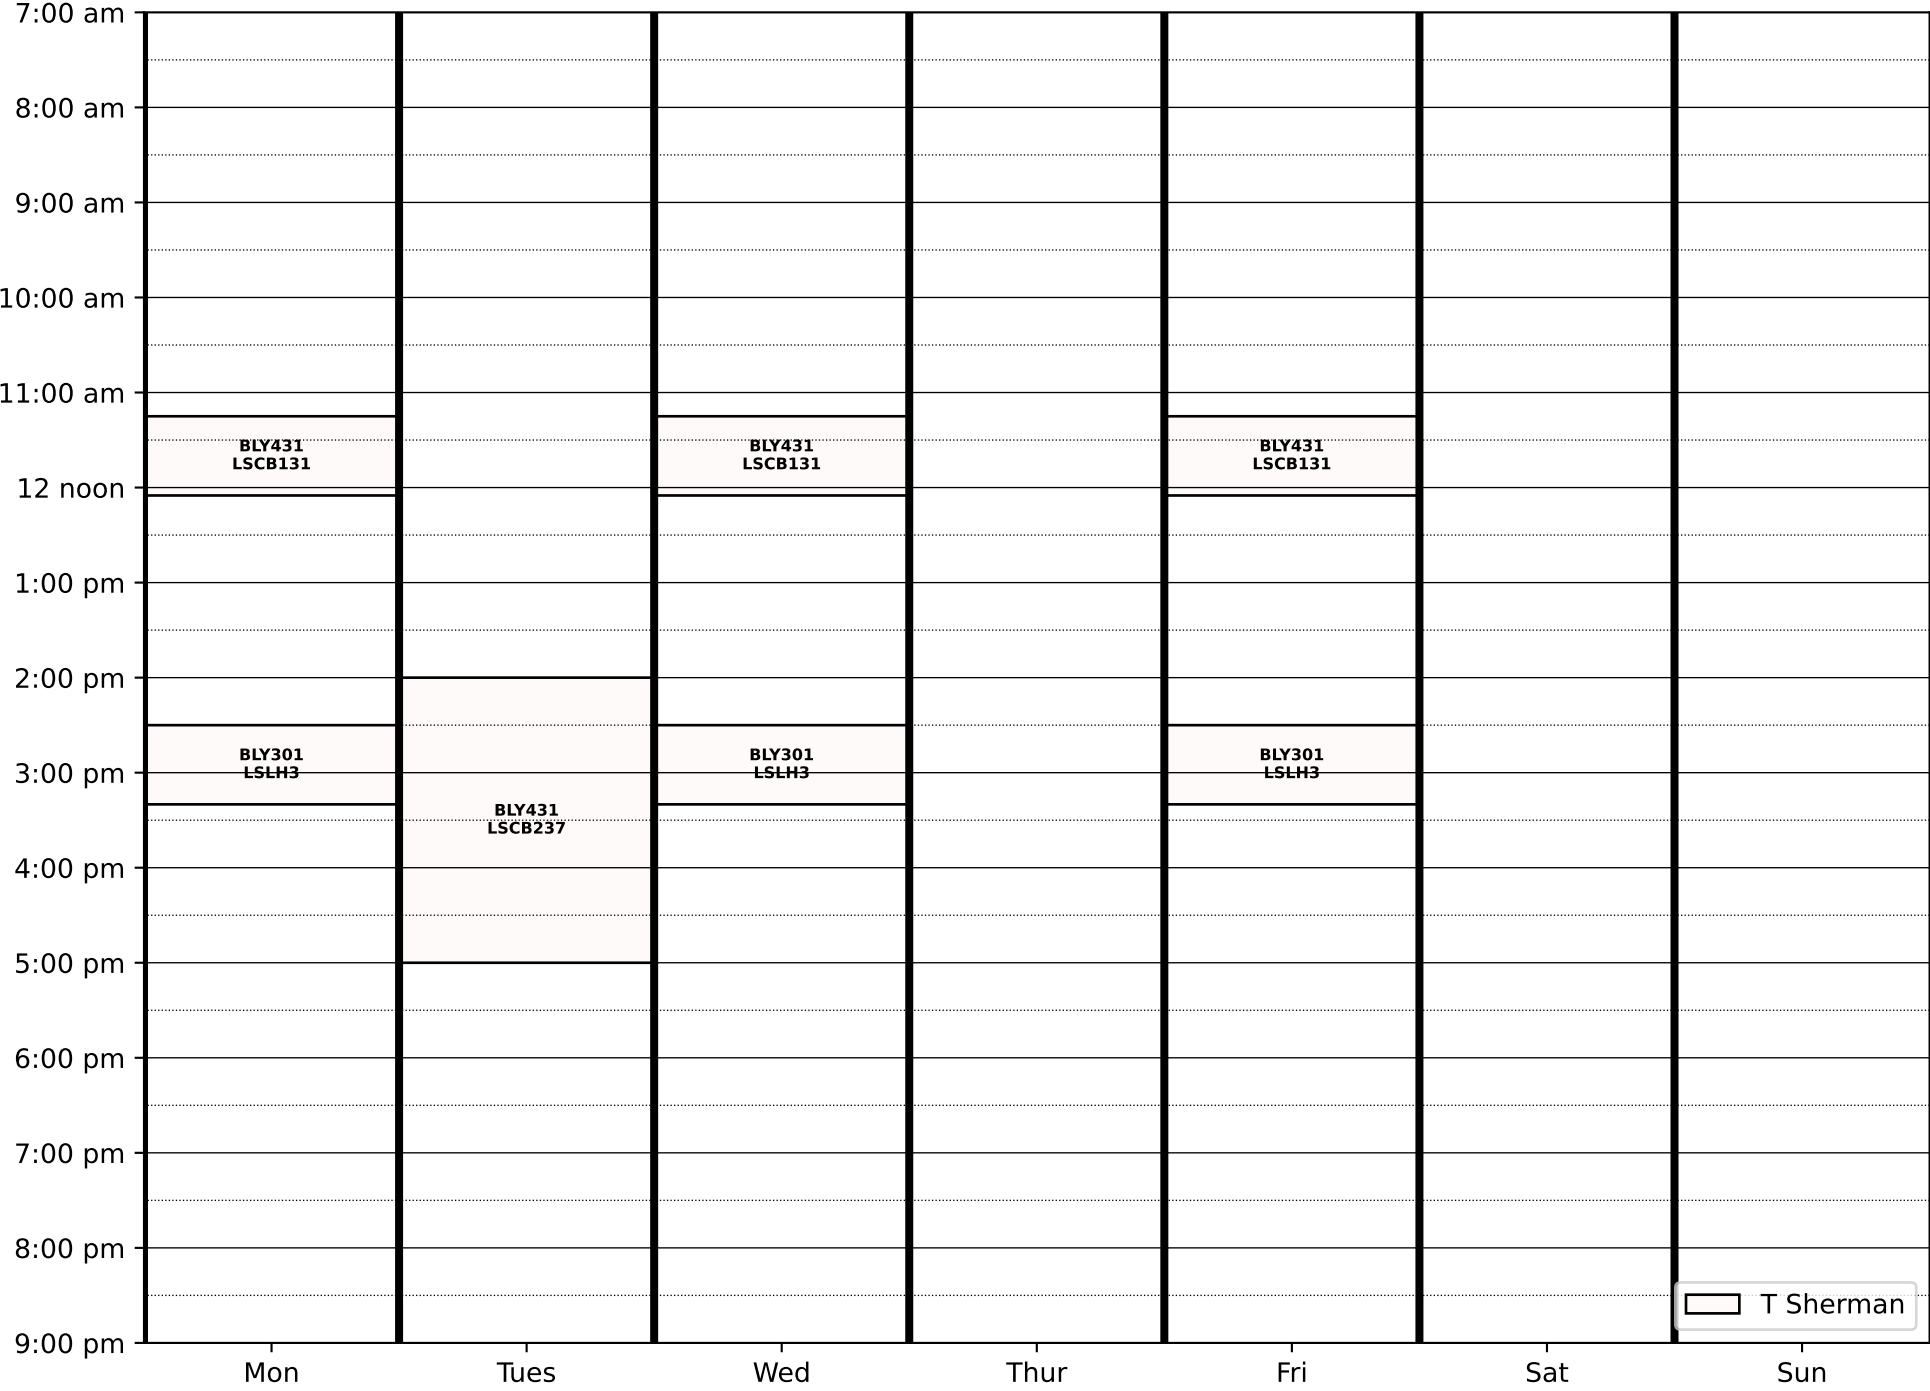 7:00 am
8:00 am
9:00 am
10:00 am
11:00 am
BLY431
LSCB131
BLY431
LSCB131
BLY431
LSCB131
12 noon
1:00 pm
2:00 pm
BLY301
LSLH3
BLY301
LSLH3
BLY301
LSLH3
3:00 pm
BLY431
LSCB237
4:00 pm
5:00 pm
6:00 pm
7:00 pm
8:00 pm
T Sherman
9:00 pm
Mon Tues Wed Thur Fri Sat Sun